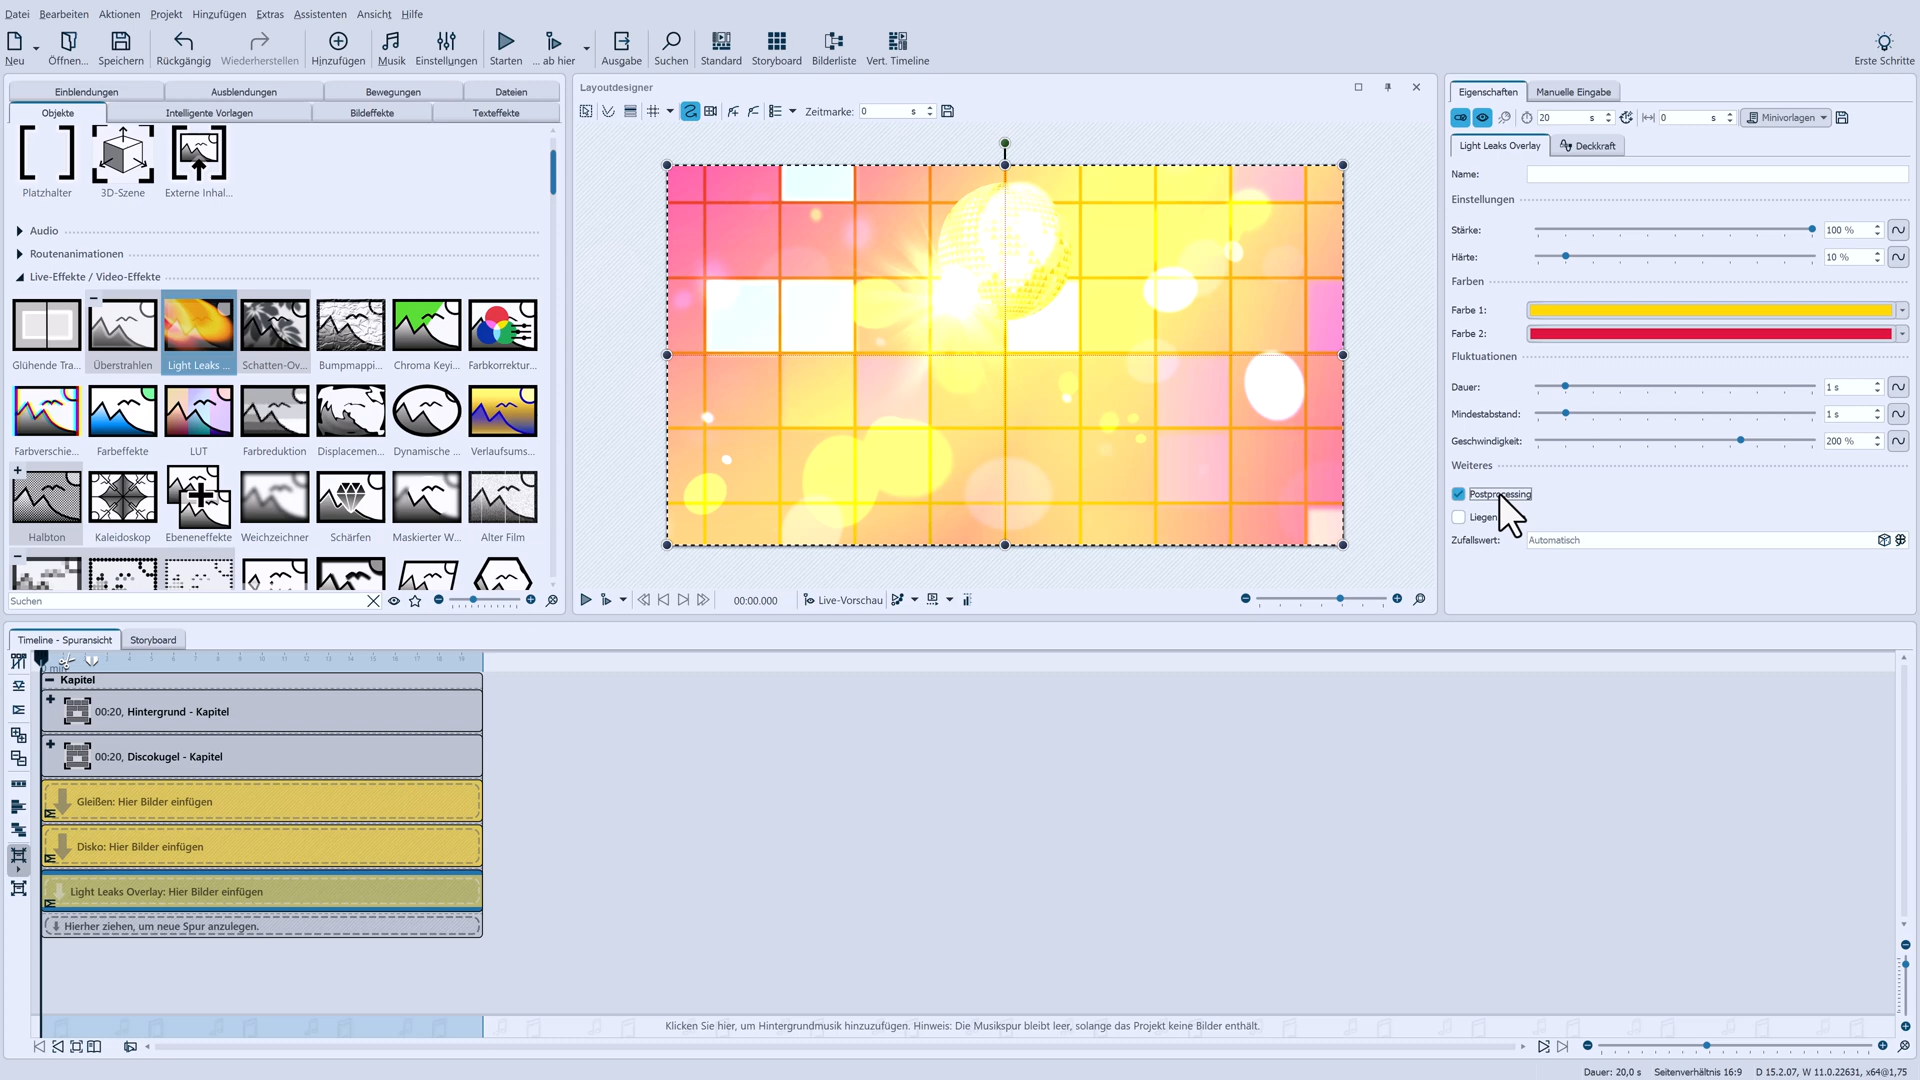 Datei Bearbeiten Aktionen Projekt Hinzufügen Extras Assistenten Ansicht Hilfe
Neu Öffnen... Speichern Rückgängig Wiederherstellen Hinzufügen Musik Einstellungen Starten ... ab hier Ausgabe Suchen Standard Storyboard Bilderliste Vert. Timeline Erste Schritte
Einblendungen Ausblendungen Bewegungen Dateien
Objekte Intelligente Vorlagen Bildeffekte Texteffekte
Platzhalter 3D-Szene Externe Inhal...
Audio
Routenanimationen
Live-Effekte / Video-Effekte
Glühende Tra... Überstrahlen Light Leaks ... Schatten-Ov... Bumpmappi... Chroma Keyi... Farbkorrektur...
Farbverschie... Farbeffekte LUT Farbreduktion Displacemen... Dynamische ... Verlaufsums...
Halbton Kaleidoskop Ebeneneffekte Weichzeichner Schärfen Maskierter W... Alter Film
Suchen
Layoutdesigner
Zeitmarke: 0 s
00:00.000 Live-Vorschau
Eigenschaften Manuelle Eingabe
20 s 0 s Minivorlagen
Light Leaks Overlay Deckkraft
Name:
Einstellungen
Stärke: 100 %
Härte: 10 %
Farben
Farbe 1:
Farbe 2:
Fluktuationen
Dauer: 1 s
Mindestabstand: 1 s
Geschwindigkeit: 200 %
Weiteres
Postprocessing
Liegen
Zufallswert: Automatisch
Timeline - Spuransicht Storyboard
Kapitel
00:20, Hintergrund - Kapitel
00:20, Discokugel - Kapitel
Gleißen: Hier Bilder einfügen
Disko: Hier Bilder einfügen
Light Leaks Overlay: Hier Bilder einfügen
Hierher ziehen, um neue Spur anzulegen.
Klicken Sie hier, um Hintergrundmusik hinzuzufügen. Hinweis: Die Musikspur bleibt leer, solange das Projekt keine Bilder enthält.
Dauer: 20,0 s Seitenverhältnis 16:9 D 15.2.07, W 11.0.22631, x64@1,75